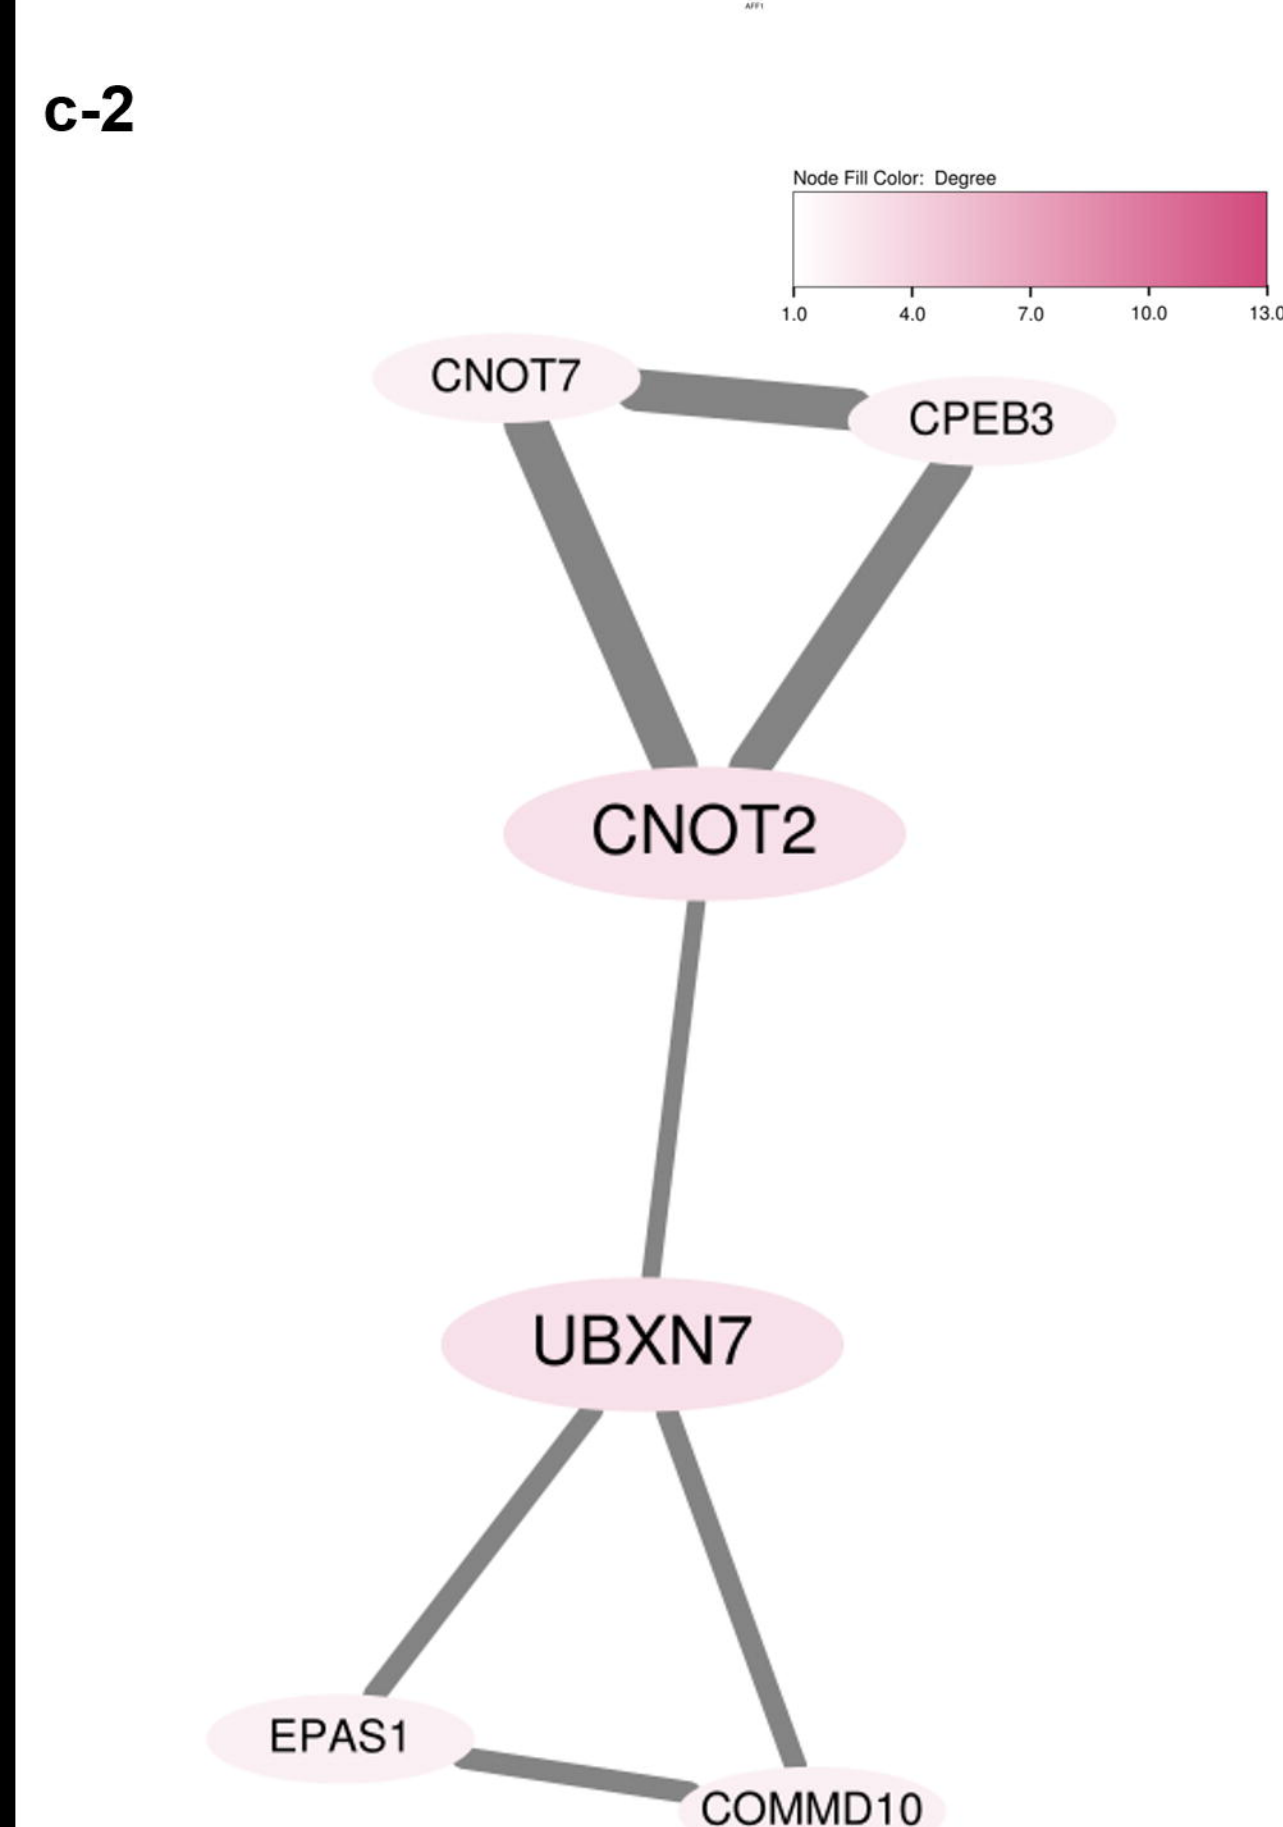 AFF1
c-2
Node Fill Color: Degree
1.0 4.0 7.0 10.0 13.0
CNOT7
CPEB3
CNOT2
UBXN7
EPAS1
COMMD10